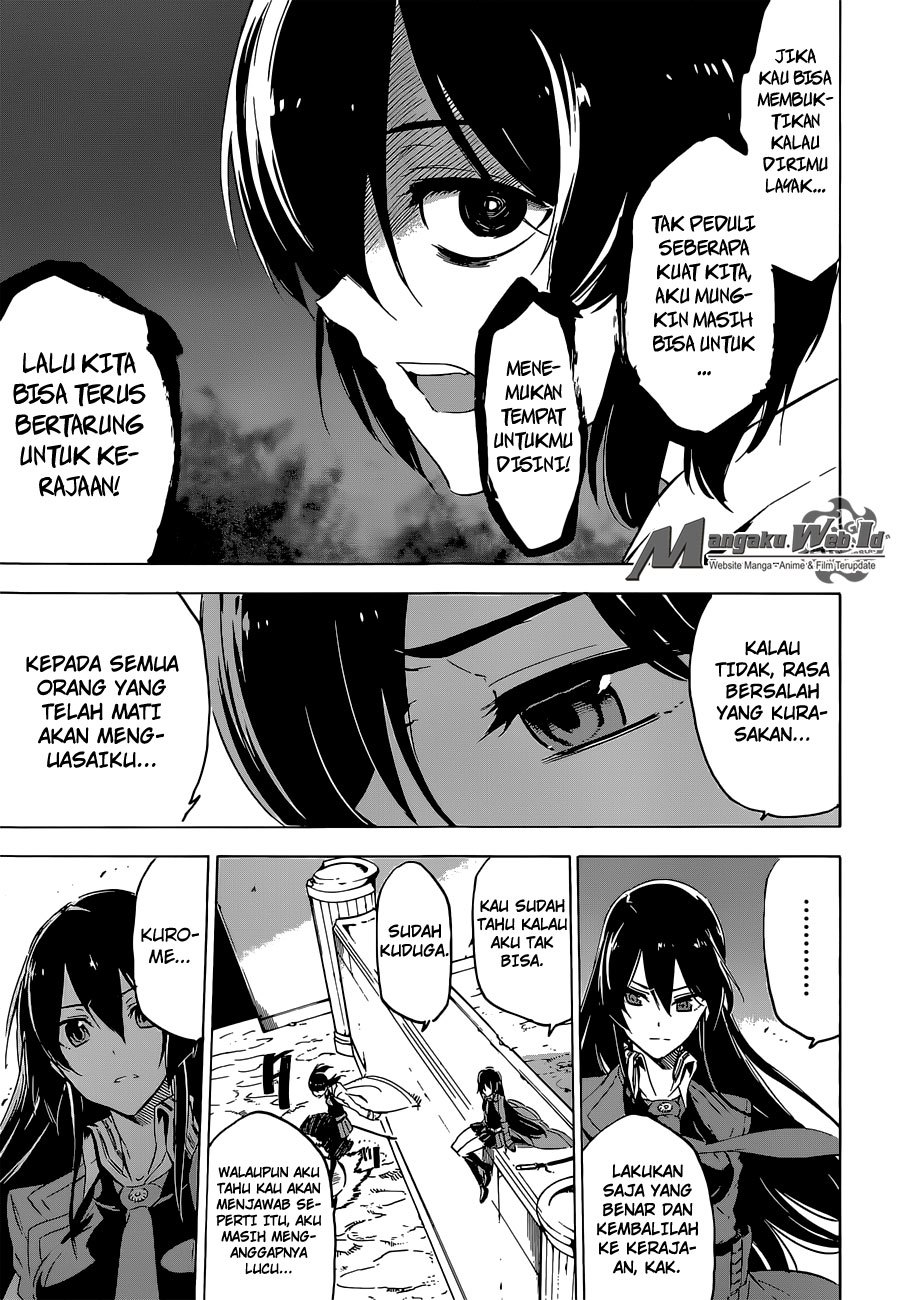 JIKA
KAU BISA
MEMBUK-
TIKAN
KALAU
DIRIMU
LAYAK...
TAK PEDULI
SEBERAPA
KUAT KITA,
AKU MUNG-
KIN MASIH
BISA UNTUK
...
MENE-
MUKAN
TEMPAT
UNTUKMU
DISINI!
LALU KITA
BISA TERUS
BERTARUNG
UNTUK KE-
RAJAAN!
Mangaku.Web.Id
Website Manga - Anime & Film Terupdate
KALAU
TIDAK, RASA
BERSALAH
YANG KURA-
SAKAN...
KEPADA SEMUA
ORANG YANG
TELAH MATI
AKAN MENG-
UASAIKU...
.........
LAKUKAN
SAJA YANG
BENAR DAN
KEMBALILAH
KE KERAJA-
AN, KAK.
KAU SUDAH
TAHU KALAU
AKU TAK
BISA.
SUDAH
KUDUGA.
WALAUPUN AKU
TAHU KAU AKAN
MENJAWAB SE-
PERTI ITU, AKU
MASIH MENG-
ANGGAPNYA
LUCU...
KURO-
ME...